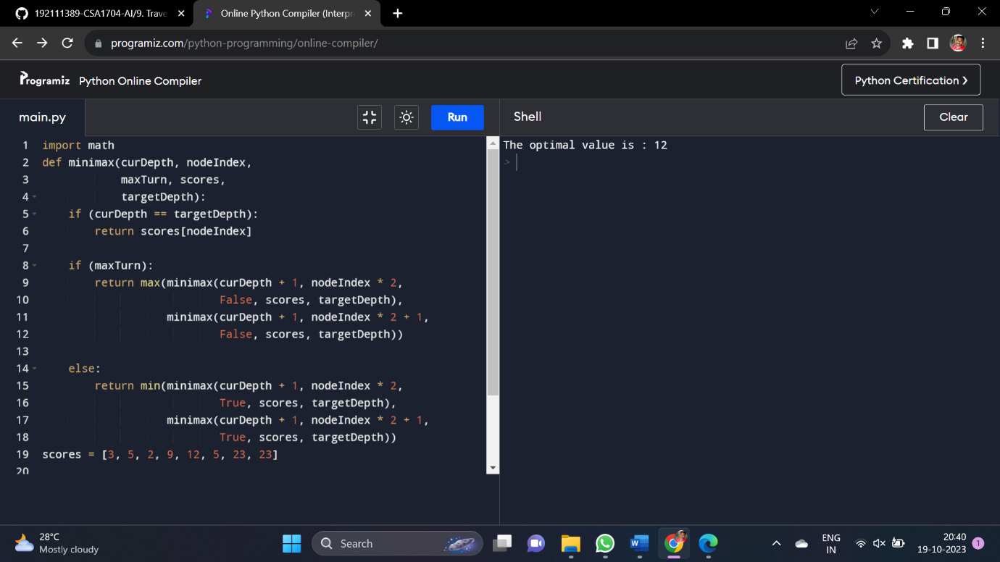 192111389-CSA1704-AI/9. Trave
Online Python Compiler (Interpr
programiz.com/python-programming/online-compiler/
Programiz Python Online Compiler
Python Certification >
main.py
Run
Shell
Clear
1 import math
2 def minimax(curDepth, nodeIndex,
3 maxTurn, scores,
4 targetDepth):
5 if (curDepth == targetDepth):
6 return scores[nodeIndex]
7
8 if (maxTurn):
9 return max(minimax(curDepth + 1, nodeIndex * 2,
10 False, scores, targetDepth),
11 minimax(curDepth + 1, nodeIndex * 2 + 1,
12 False, scores, targetDepth))
13
14 else:
15 return min(minimax(curDepth + 1, nodeIndex * 2,
16 True, scores, targetDepth),
17 minimax(curDepth + 1, nodeIndex * 2 + 1,
18 True, scores, targetDepth))
19 scores = [3, 5, 2, 9, 12, 5, 23, 23]
20
The optimal value is : 12
>
28°C
Mostly cloudy
Search
ENG
IN
20:40
19-10-2023
1